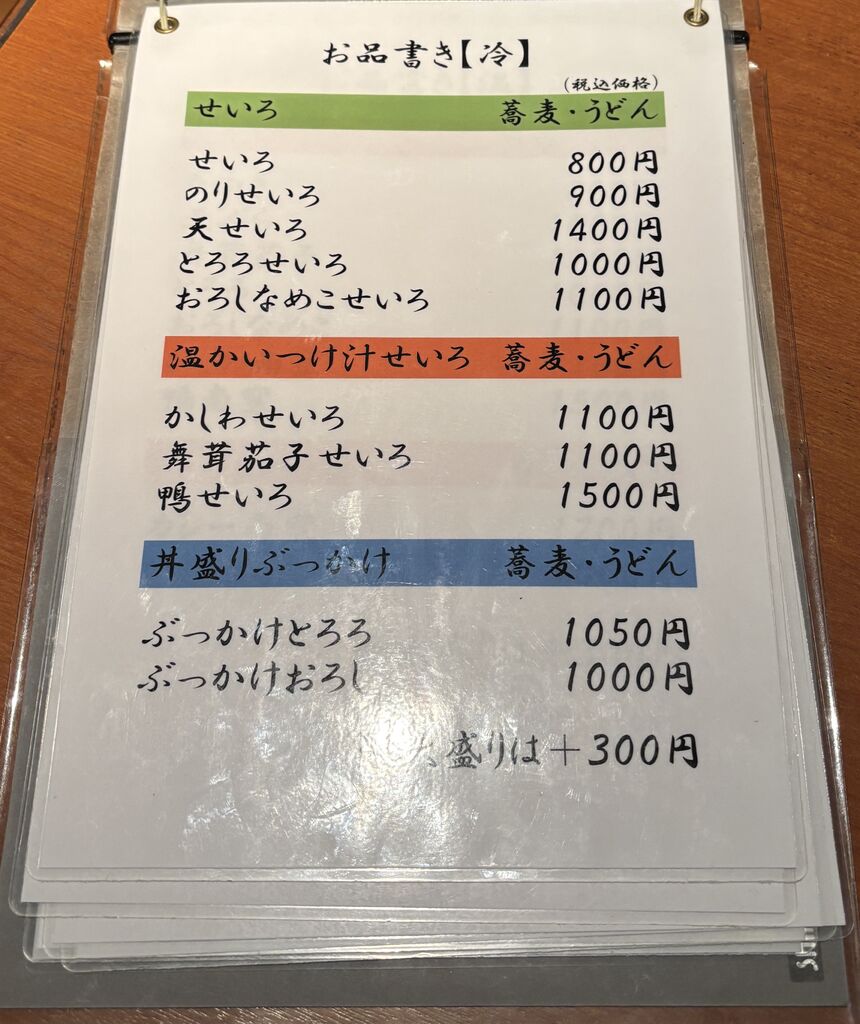 お品書き【冷】
（税込価格）
せいろ 蕎麦・うどん
せいろ 800円
のりせいろ 900円
天せいろ 1400円
とろろせいろ 1000円
おろしなめこせいろ 1100円
温かいつけ汁せいろ 蕎麦・うどん
かしわせいろ 1100円
舞茸茄子せいろ 1100円
鴨せいろ 1500円
丼盛りぶっかけ 蕎麦・うどん
ぶっかけとろろ 1050円
ぶっかけおろし 1000円
盛りは＋300円